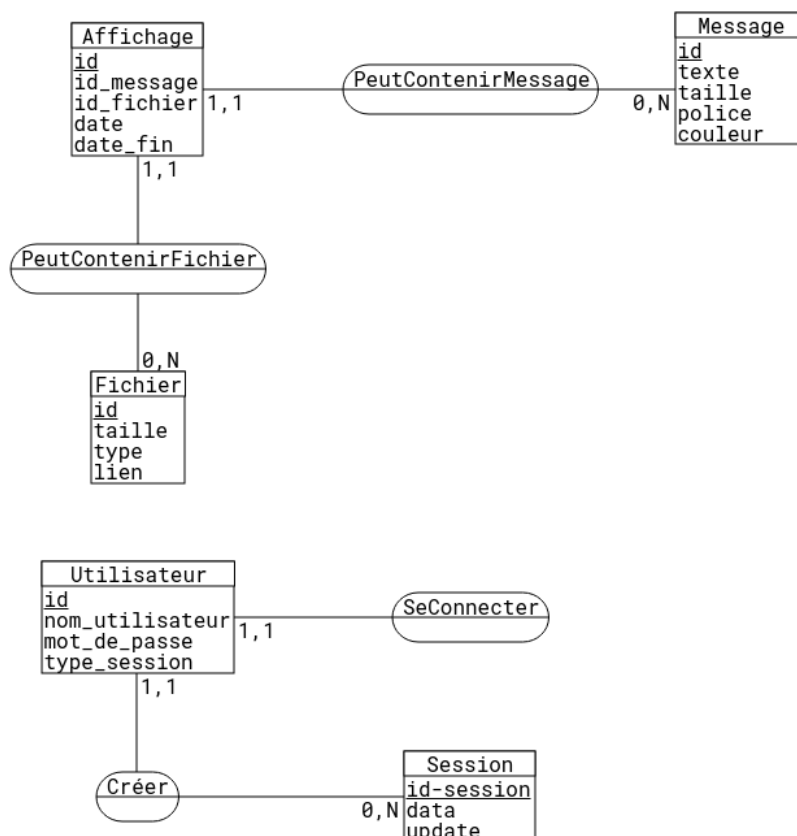 Affichage
id
id_message
id_fichier
date
date_fin
1,1
PeutContenirMessage
0,N
Message
id
texte
taille
police
couleur
1,1
PeutContenirFichier
0,N
Fichier
id
taille
type
lien
Utilisateur
id
nom_utilisateur
mot_de_passe
type_session
1,1
SeConnecter
1,1
Créer
0,N
Session
id-session
data
update